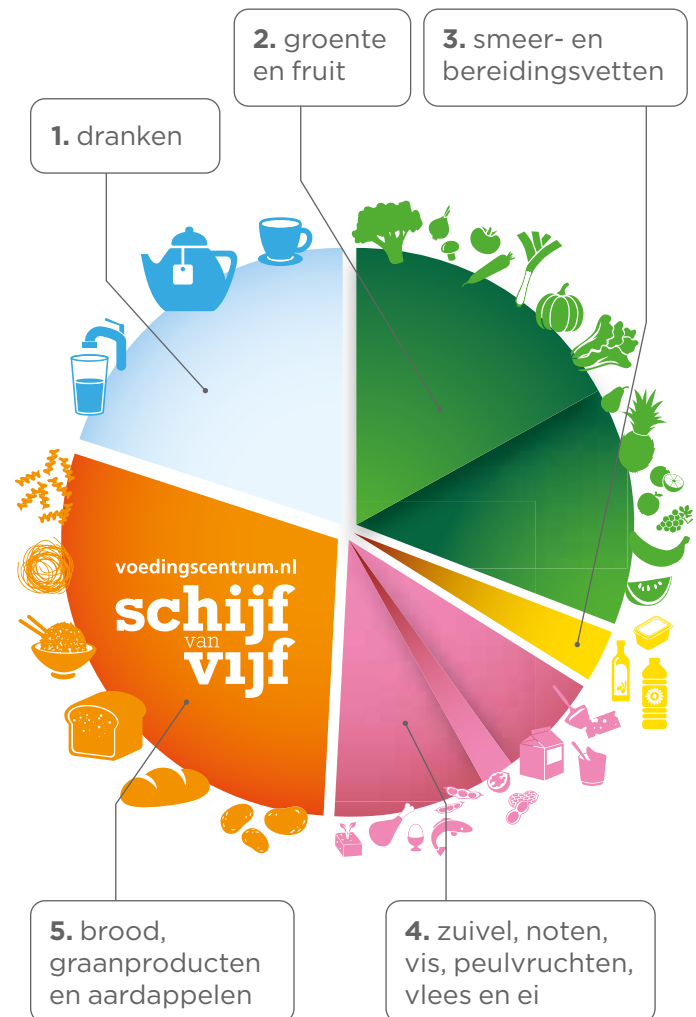 2. groente
en fruit
3. smeer- en
bereidingsvetten
1. dranken
voedingscentrum.nl
schijf
van
vijf
5. brood,
graanproducten
en aardappelen
4. zuivel, noten,
vis, peulvruchten,
vlees en ei